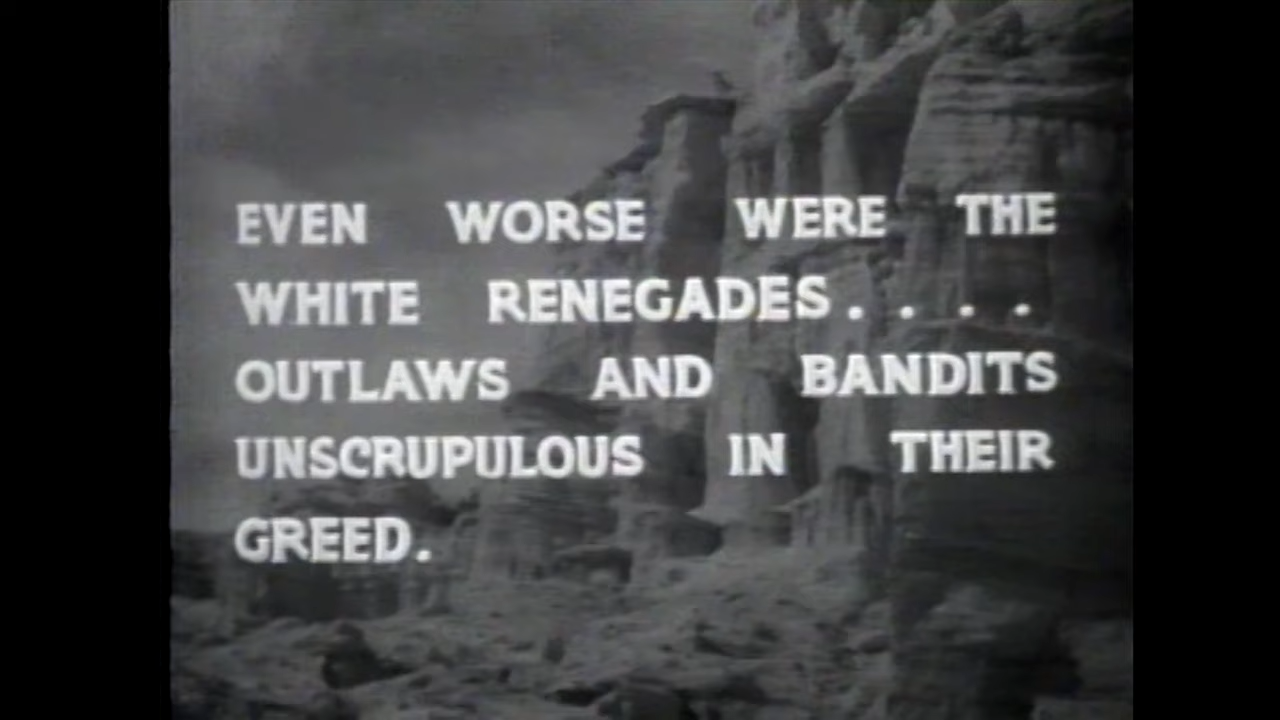 EVEN WORSE WERE THE
WHITE RENEGADES....
OUTLAWS AND BANDITS
UNSCRUPULOUS IN THEIR
GREED.